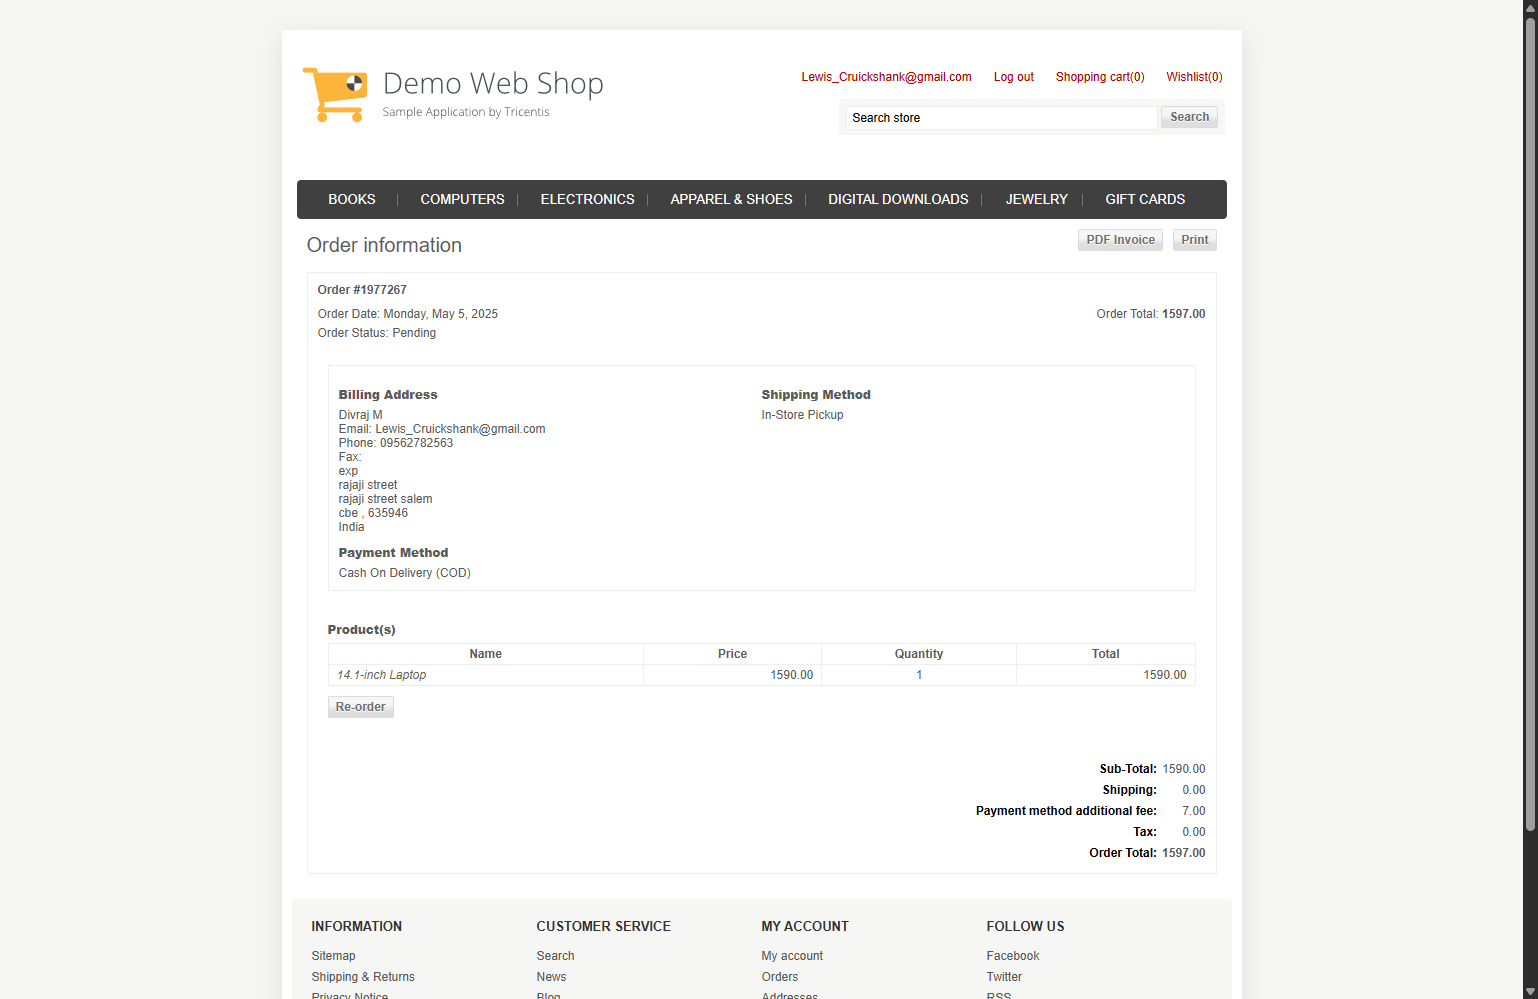 Demo Web Shop
Sample Application by Tricentis
Lewis_Cruickshank@gmail.com Log out Shopping cart(0) Wishlist(0)
Search store Search
BOOKS COMPUTERS ELECTRONICS APPAREL & SHOES DIGITAL DOWNLOADS JEWELRY GIFT CARDS
Order information PDF Invoice Print
Order #1977267
Order Date: Monday, May 5, 2025 Order Total: 1597.00
Order Status: Pending
Billing Address
Divraj M
Email: Lewis_Cruickshank@gmail.com
Phone: 09562782563
Fax:
exp
rajaji street
rajaji street salem
cbe , 635946
India
Payment Method
Cash On Delivery (COD)
Shipping Method
In-Store Pickup
Product(s)
Name Price Quantity Total
14.1-inch Laptop 1590.00 1 1590.00
Re-order
Sub-Total: 1590.00
Shipping: 0.00
Payment method additional fee: 7.00
Tax: 0.00
Order Total: 1597.00
INFORMATION
Sitemap
Shipping & Returns
Privacy Notice
CUSTOMER SERVICE
Search
News
Blog
MY ACCOUNT
My account
Orders
Addresses
FOLLOW US
Facebook
Twitter
RSS